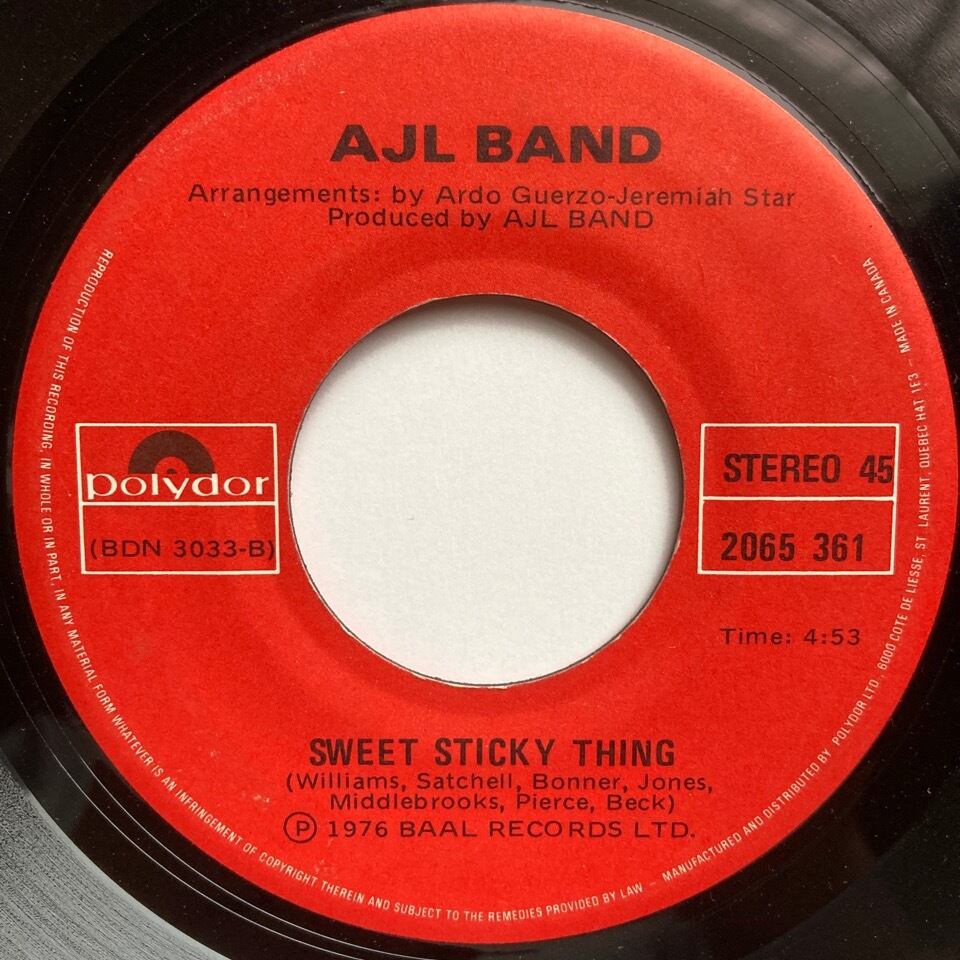 AJL BAND
Arrangements: by Ardo Guerzo-Jeremiah Star
Produced by AJL BAND
polydor
(BDN 3033-B)
STEREO 45
2065 361
Time: 4:53
SWEET STICKY THING
(Williams, Satchell, Bonner, Jones,
Middlebrooks, Pierce, Beck)
Ⓟ 1976 BAAL RECORDS LTD.
REPRODUCTION OF THIS RECORDING, IN WHOLE OR IN PART, IN ANY MATERIAL FORM WHATEVER IS AN INFRINGEMENT OF COPYRIGHT THEREIN AND SUBJECT TO THE REMEDIES PROVIDED BY LAW – MANUFACTURED AND DISTRIBUTED BY POLYDOR LTD., 6000 COTE DE LIESSE, ST. LAURENT, QUEBEC H4T 1E3 – MADE IN CANADA